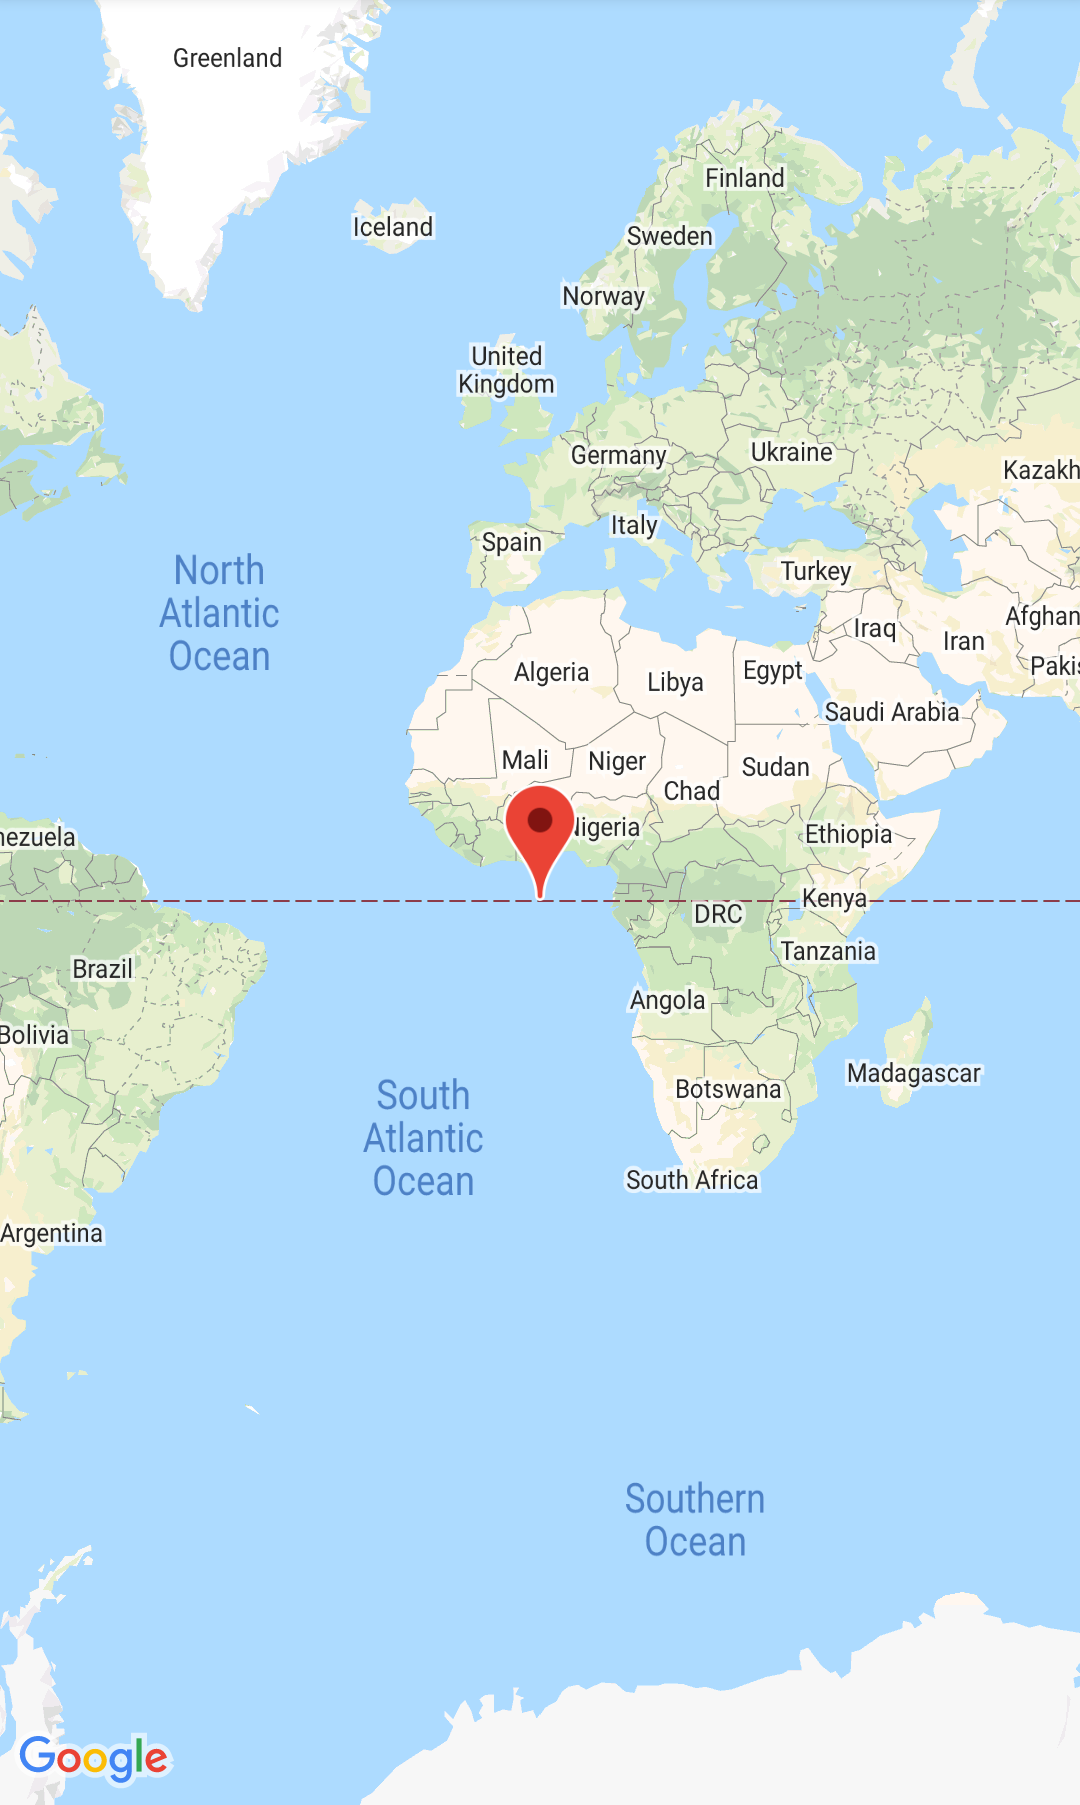 Greenland
Finland
Iceland
Sweden
Norway
United
Kingdom
Germany
Ukraine
Kazakh
Italy
Spain
Turkey
North
Atlantic
Ocean
Afghan
Iraq
Iran
Pakis
Algeria
Libya
Egypt
Saudi Arabia
Mali
Niger
Sudan
Chad
Nigeria
Ethiopia
nezuela
Kenya
DRC
Tanzania
Brazil
Angola
Bolivia
Madagascar
Botswana
South
Atlantic
Ocean
South Africa
Argentina
Southern
Ocean
Google